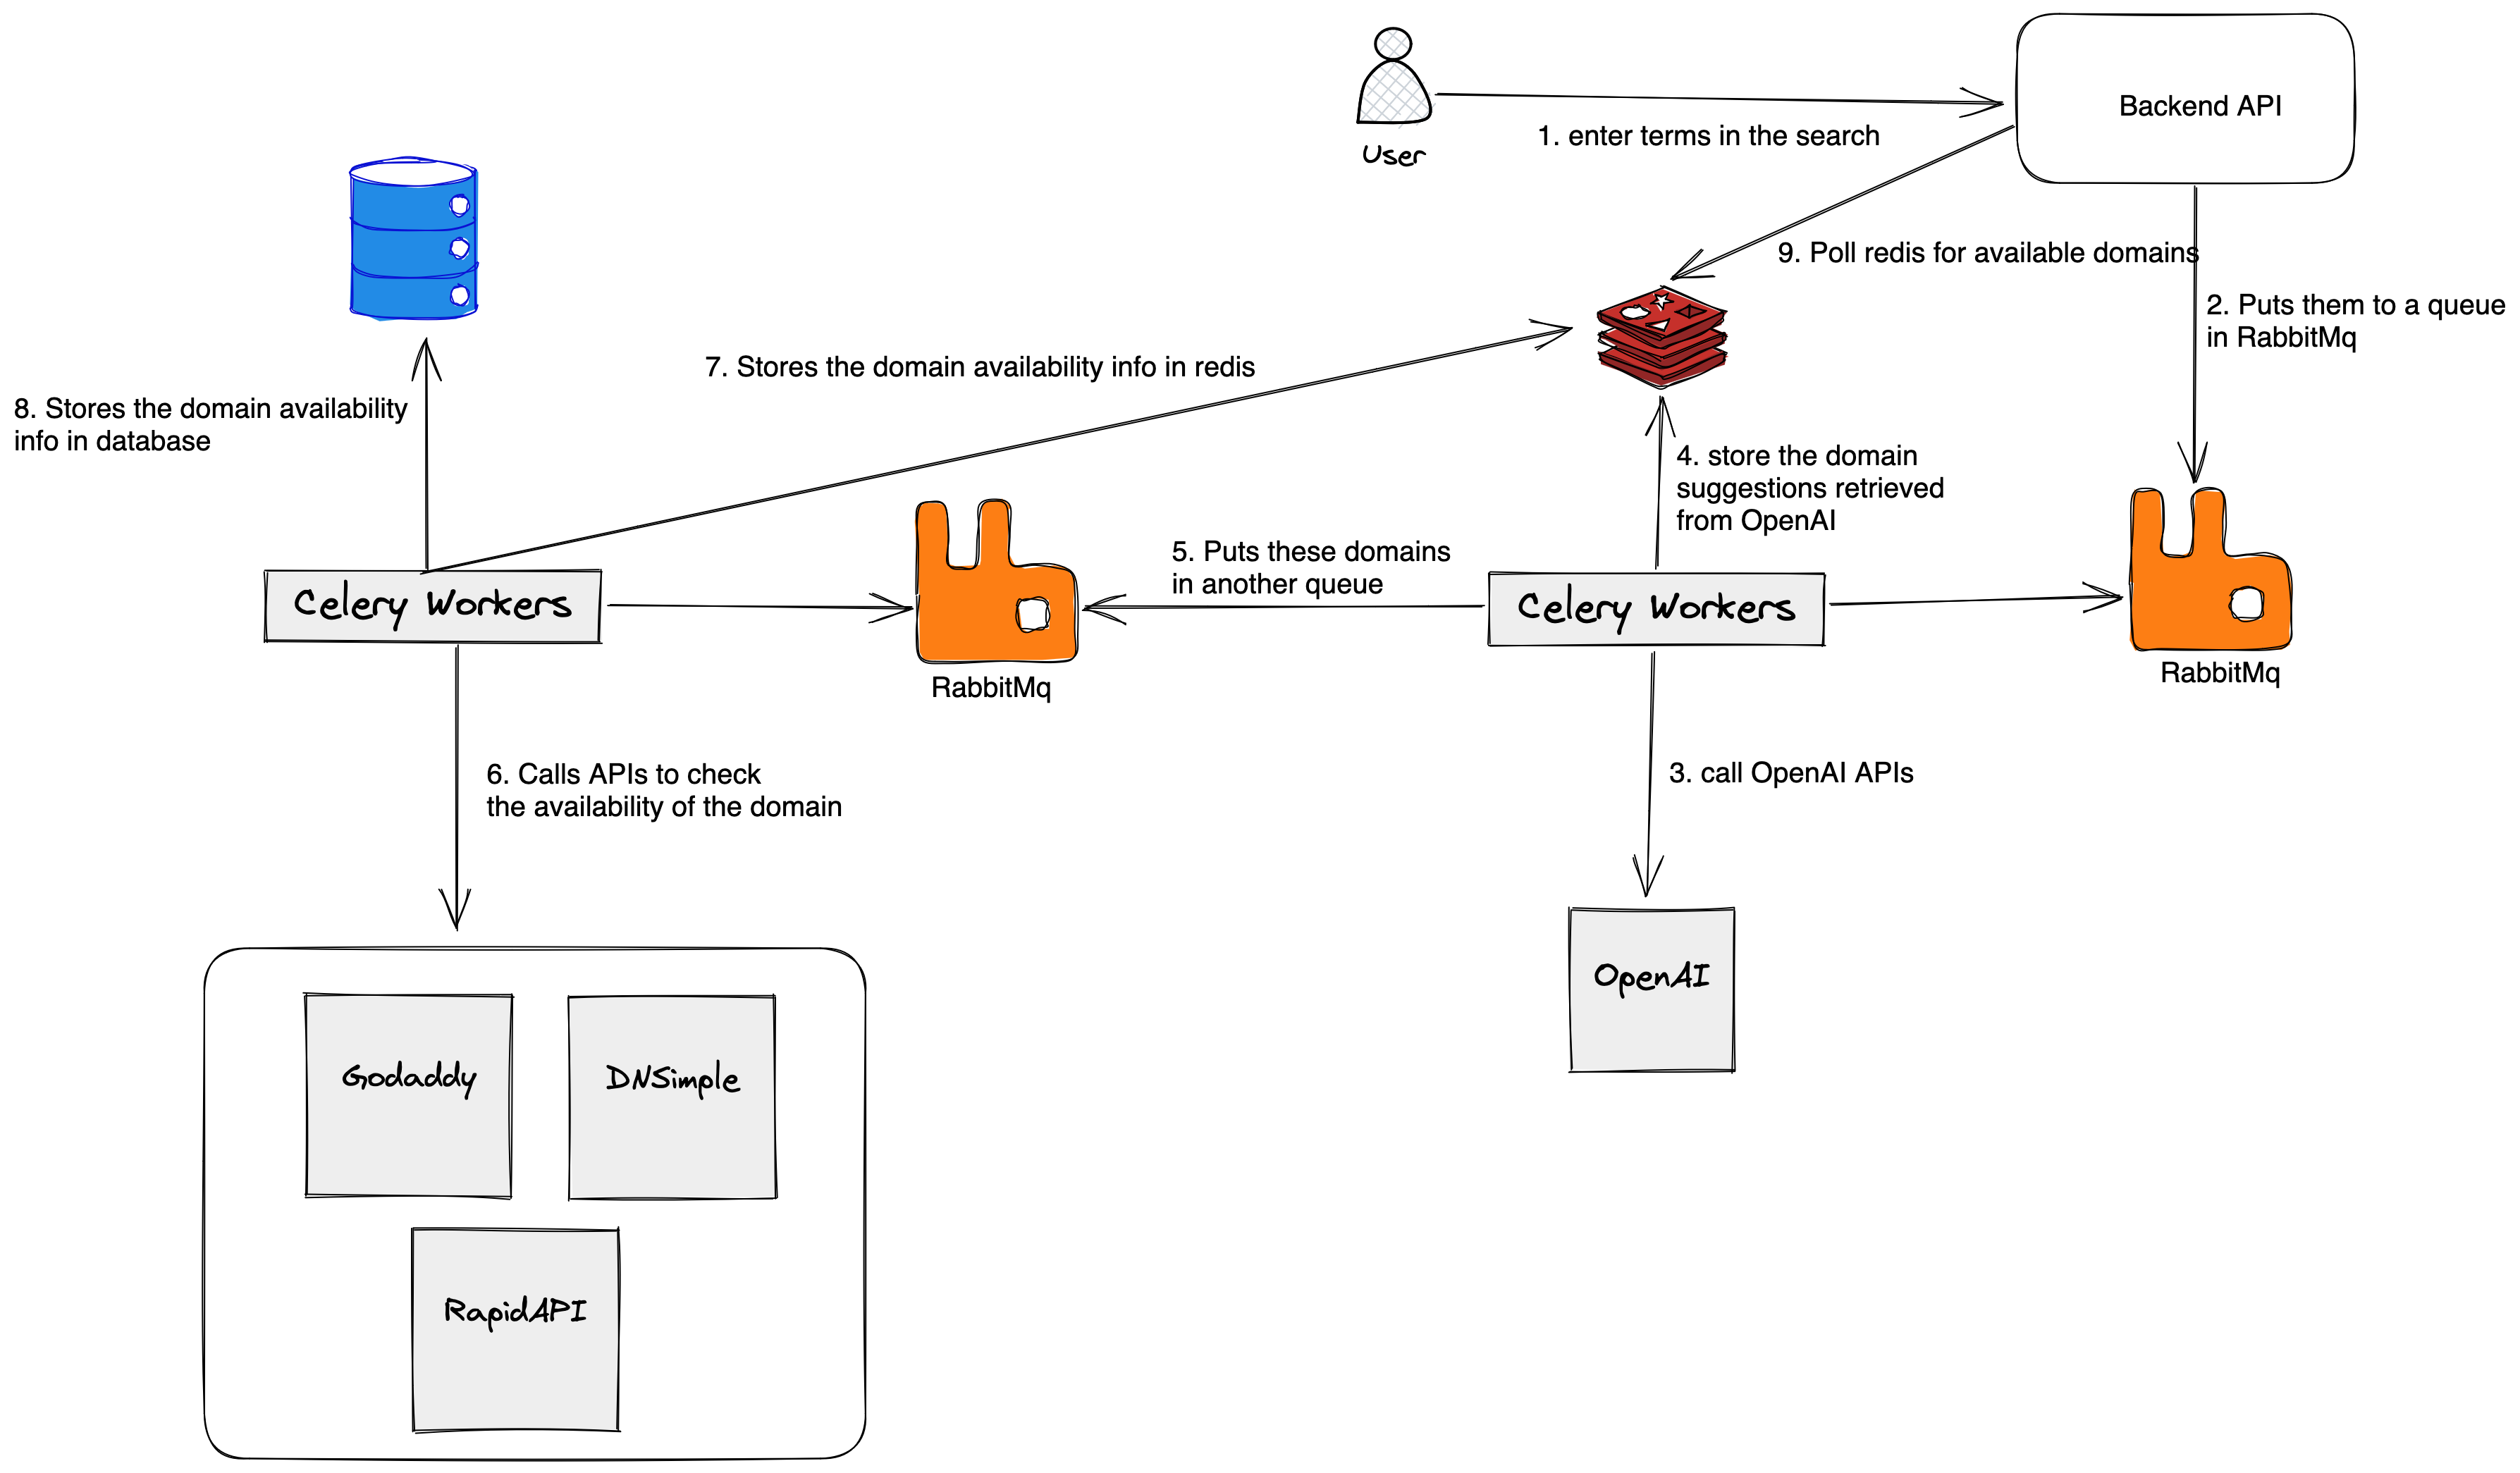 Backend API
1. enter terms in the search
User
9. Poll redis for available domains
2. Puts them to a queue
in RabbitMq
7. Stores the domain availability info in redis
8. Stores the domain availability
info in database
4. store the domain
suggestions retrieved
from OpenAI
5. Puts these domains
in another queue
Celery Workers
Celery Workers
RabbitMq
RabbitMq
6. Calls APIs to check
the availability of the domain
3. call OpenAI APIs
OpenAI
Godaddy
DNSimple
RapidAPI